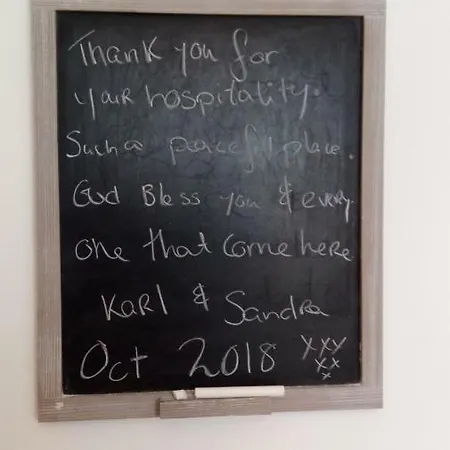 Thank you for
your hospitality.
Such a peaceful place.
God Bless you & every
one that come here
Karl & Sandra
Oct 2018 xxx
xx
x